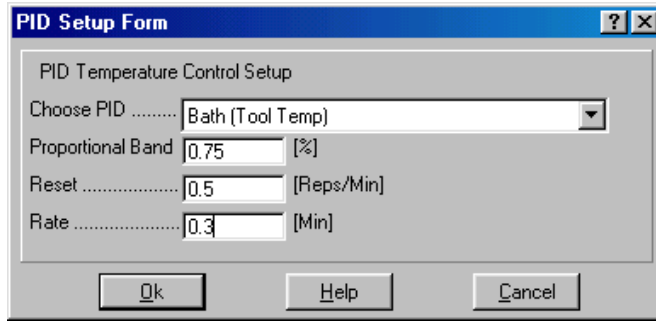 PID Setup Form
PID Temperature Control Setup
Choose PID ......... Bath (Tool Temp)
Proportional Band 0.75 [%]
Reset ................... 0.5 [Reps/Min]
Rate ..................... 0.3 [Min]
Ok Help Cancel